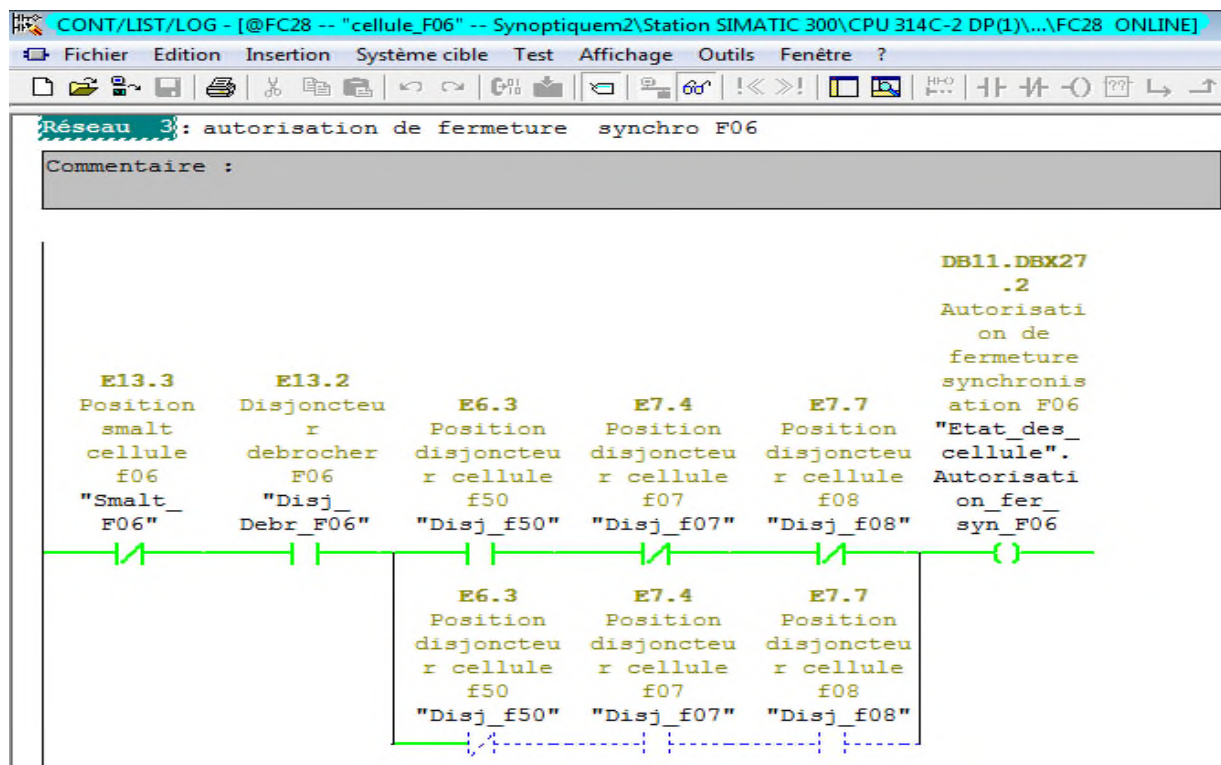 CONT/LIST/LOG - [@FC28 -- "cellule_F06" -- Synoptiquem2\Station SIMATIC 300\CPU 314C-2 DP(1)\...\FC28 ONLINE]
Fichier Edition Insertion Système cible Test Affichage Outils Fenêtre ?
Réseau 3: autorisation de fermeture synchro F06
Commentaire :
DB11.DBX27
.2
Autorisati
on de
fermeture
E13.3 E13.2 synchronis
Position Disjoncteu E6.3 E7.4 E7.7 ation F06
smalt r Position Position Position "Etat_des_
cellule debrocher disjoncteu disjoncteu disjoncteu cellule".
f06 F06 r cellule r cellule r cellule Autorisati
"Smalt_ "Disj_ f50 f07 f08 on_fer_
F06" Debr_F06" "Disj_f50" "Disj_f07" "Disj_f08" syn_F06
E6.3 E7.4 E7.7
Position Position Position
disjoncteu disjoncteu disjoncteu
r cellule r cellule r cellule
f50 f07 f08
"Disj_f50" "Disj_f07" "Disj_f08"